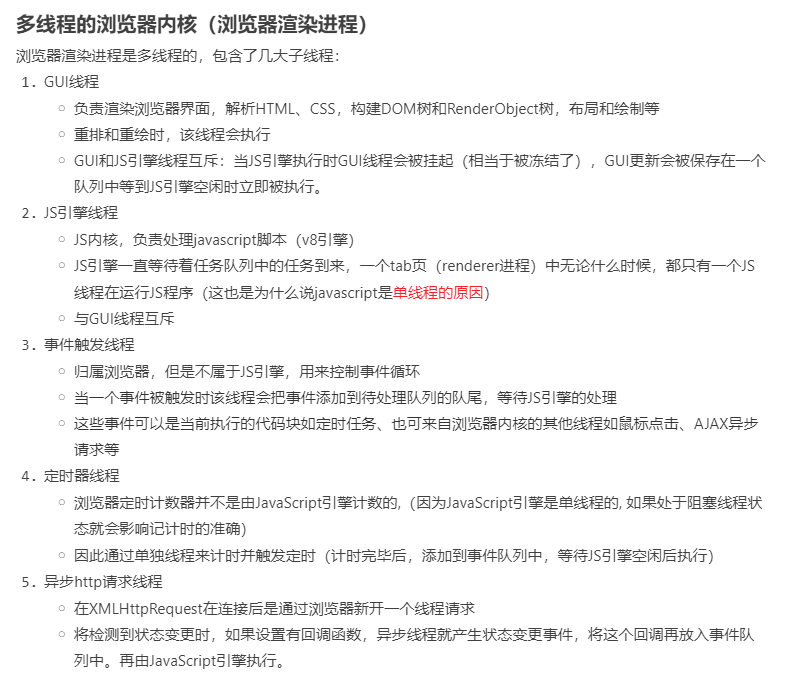 多线程的浏览器内核（浏览器渲染进程）
浏览器渲染进程是多线程的，包含了几大子线程：
1. GUI线程
○ 负责渲染浏览器界面，解析HTML、CSS，构建DOM树和RenderObject树，布局和绘制等
○ 重排和重绘时，该线程会执行
○ GUI和JS引擎线程互斥：当JS引擎执行时GUI线程会被挂起（相当于被冻结了），GUI更新会被保存在一个
队列中等到JS引擎空闲时立即被执行。
2. JS引擎线程
○ JS内核，负责处理javascript脚本（v8引擎）
○ JS引擎一直等待着任务队列中的任务到来，一个tab页（renderer进程）中无论什么时候，都只有一个JS
线程在运行JS程序（这也是为什么说javascript是单线程的原因）
○ 与GUI线程互斥
3. 事件触发线程
○ 归属浏览器，但是不属于JS引擎，用来控制事件循环
○ 当一个事件被触发时该线程会把事件添加到待处理队列的队尾，等待JS引擎的处理
○ 这些事件可以是当前执行的代码块如定时任务、也可来自浏览器内核的其他线程如鼠标点击、AJAX异步
请求等
4. 定时器线程
○ 浏览器定时计数器并不是由JavaScript引擎计数的,（因为JavaScript引擎是单线程的, 如果处于阻塞线程状
态就会影响记计时的准确）
○ 因此通过单独线程来计时并触发定时（计时完毕后，添加到事件队列中，等待JS引擎空闲后执行）
5. 异步http请求线程
○ 在XMLHttpRequest在连接后是通过浏览器新开一个线程请求
○ 将检测到状态变更时，如果设置有回调函数，异步线程就产生状态变更事件，将这个回调再放入事件队
列中。再由JavaScript引擎执行。